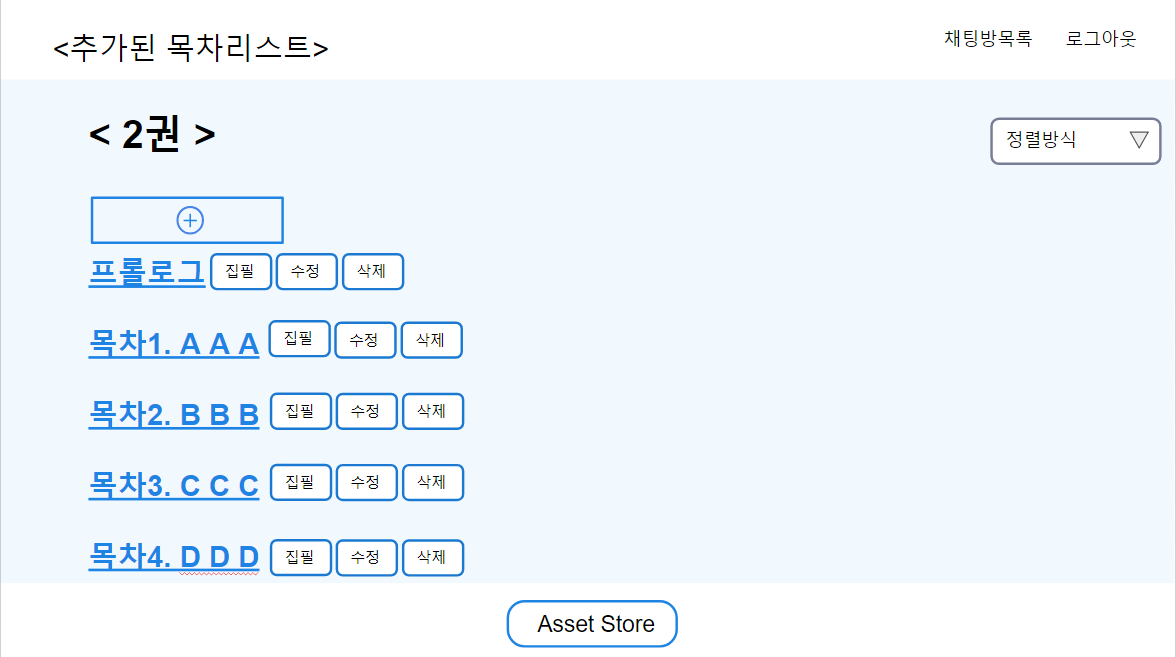 <추가된 목차리스트>
채팅방목록 로그아웃
< 2권 >
정렬방식
프롤로그 집필 수정 삭제
목차1. A A A 집필 수정 삭제
목차2. B B B 집필 수정 삭제
목차3. C C C 집필 수정 삭제
목차4. D D D 집필 수정 삭제
Asset Store